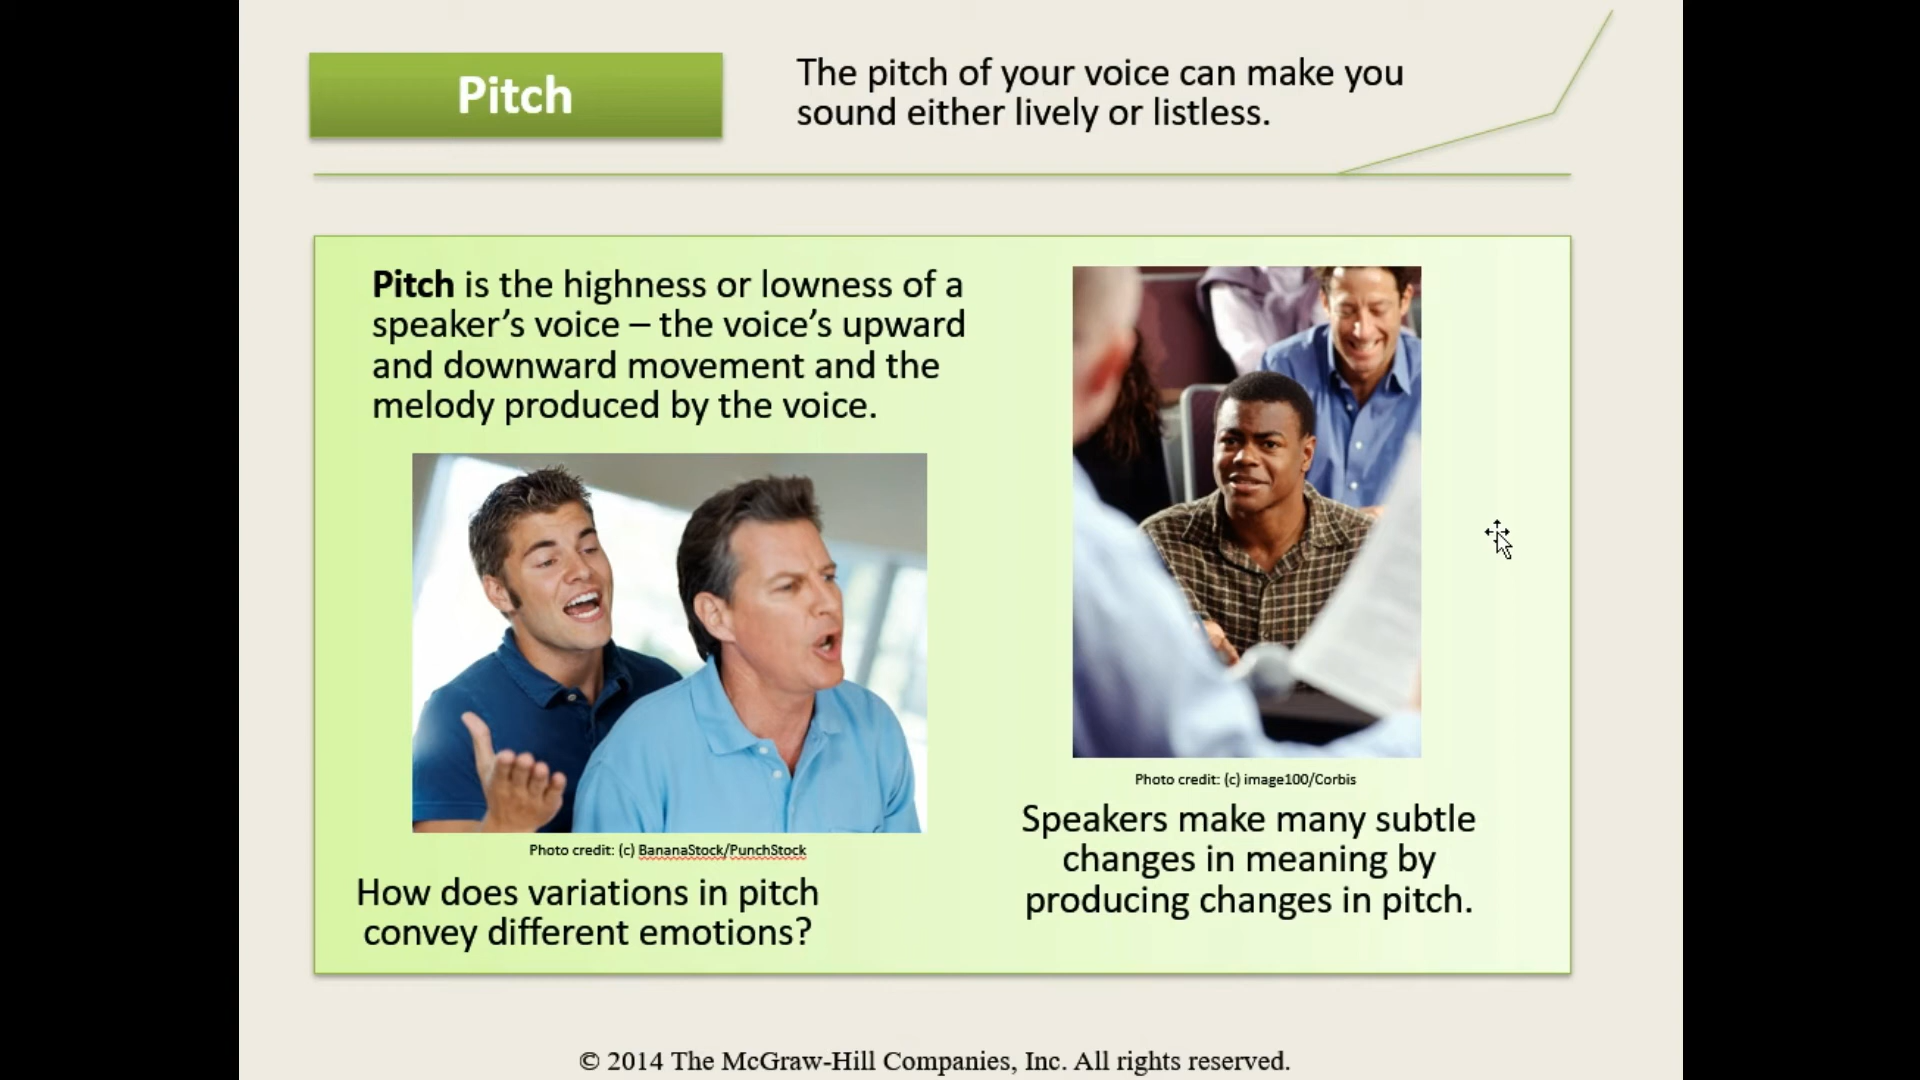 Pitch
The pitch of your voice can make you
sound either lively or listless.
Pitch is the highness or lowness of a
speaker’s voice – the voice’s upward
and downward movement and the
melody produced by the voice.
Photo credit: (c) BananaStock/PunchStock
How does variations in pitch
convey different emotions?
Photo credit: (c) image100/Corbis
Speakers make many subtle
changes in meaning by
producing changes in pitch.
© 2014 The McGraw-Hill Companies, Inc. All rights reserved.